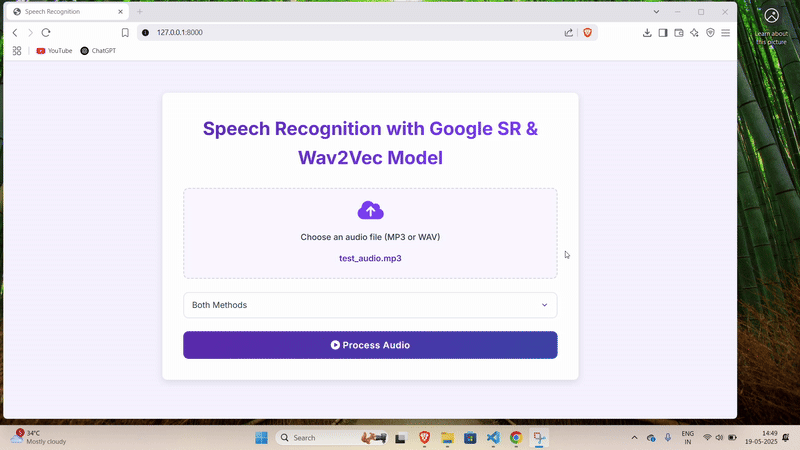 Speech Recognition
127.0.0.1:8000
YouTube
ChatGPT
Learn about
this picture
Speech Recognition with Google SR &
Wav2Vec Model
Choose an audio file (MP3 or WAV)
test_audio.mp3
Both Methods
Process Audio
5
34°C
Mostly cloudy
Search
ENG
IN
14:49
19-05-2025